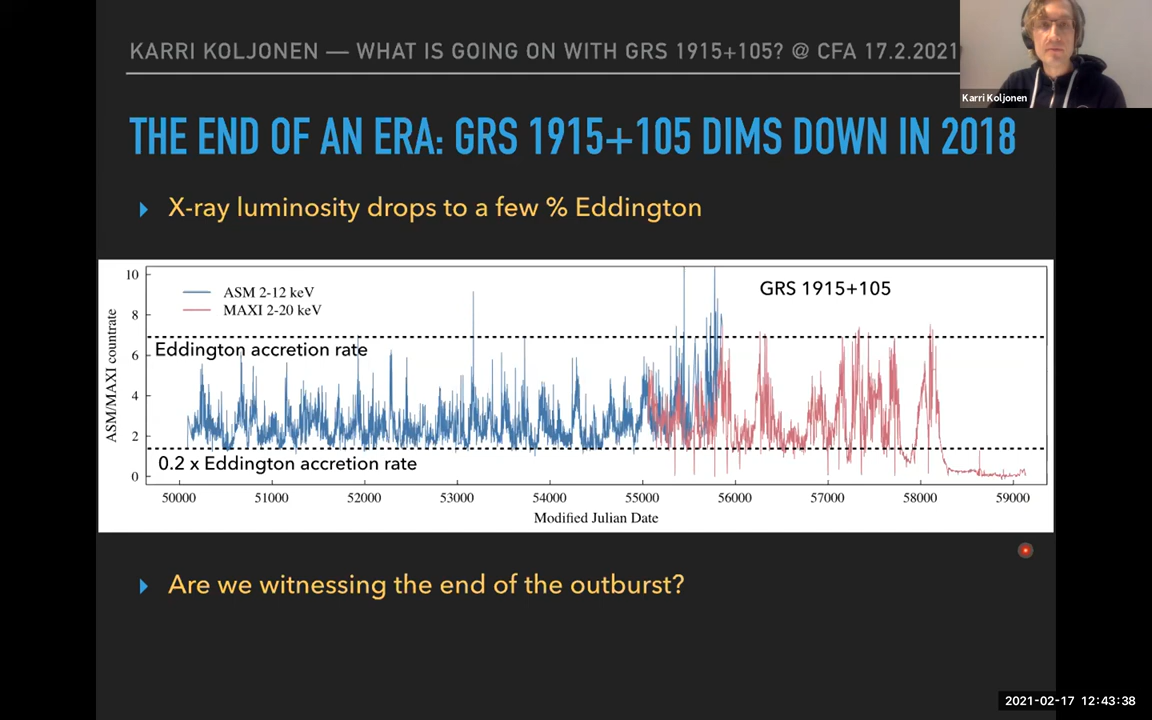 KARRI KOLJONEN — WHAT IS GOING ON WITH GRS 1915+105? @ CFA 17.2.2021
Karri Koljonen
THE END OF AN ERA: GRS 1915+105 DIMS DOWN IN 2018
X-ray luminosity drops to a few % Eddington
ASM/MAXI countrate
10
8
6
4
2
0
ASM 2-12 keV
MAXI 2-20 keV
GRS 1915+105
Eddington accretion rate
0.2 x Eddington accretion rate
50000 51000 52000 53000 54000 55000 56000 57000 58000 59000
Modified Julian Date
Are we witnessing the end of the outburst?
2021-02-17 12:43:38